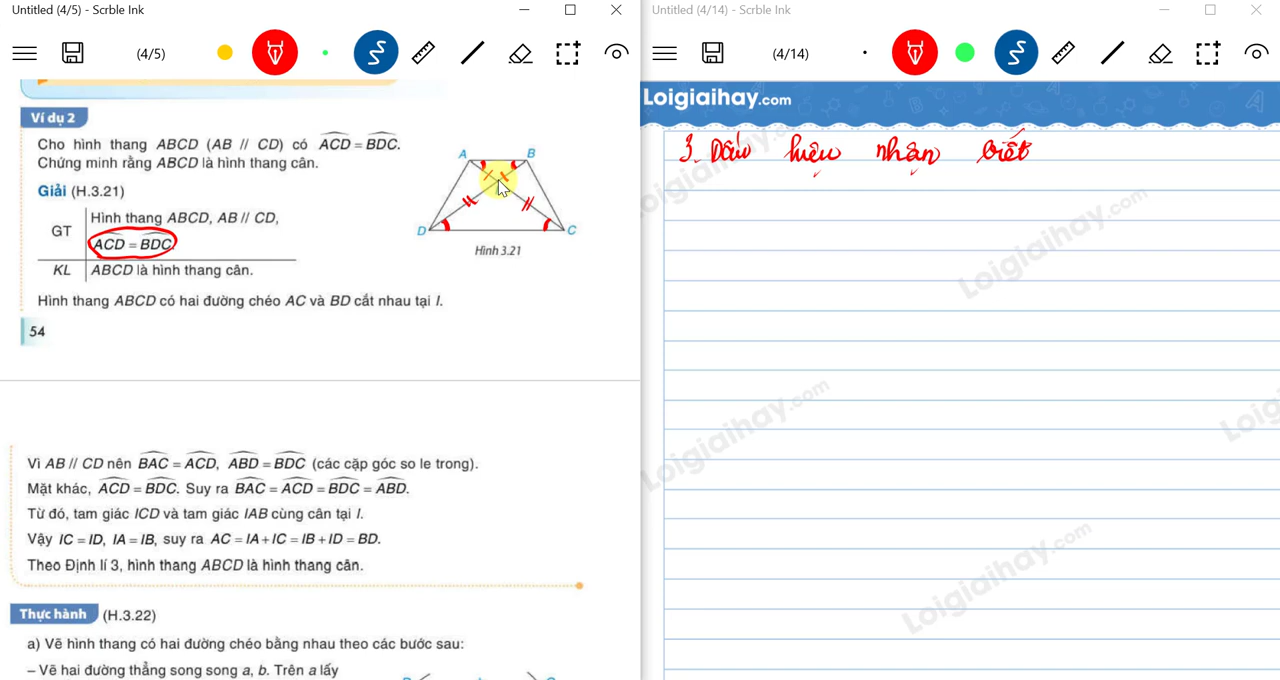 Untitled (4/5) - Scrble Ink
(4/5)
Ví dụ 2
Cho hình thang ABCD (AB // CD) có ACD = BDC.
Chứng minh rằng ABCD là hình thang cân.
Giải (H.3.21)
GT
Hình thang ABCD, AB // CD,
ACD = BDC
KL
ABCD là hình thang cân.
A
B
D
C
Hình 3.21
Hình thang ABCD có hai đường chéo AC và BD cắt nhau tại I.
54
Vì AB // CD nên BAC = ACD, ABD = BDC (các cặp góc so le trong).
Mặt khác, ACD = BDC. Suy ra BAC = ACD = BDC = ABD.
Từ đó, tam giác ICD và tam giác IAB cùng cân tại I.
Vậy IC = ID, IA = IB, suy ra AC = IA + IC = IB + ID = BD.
Theo Định lí 3, hình thang ABCD là hình thang cân.
Thực hành (H.3.22)
a) Vẽ hình thang có hai đường chéo bằng nhau theo các bước sau:
– Vẽ hai đường thẳng song song a, b. Trên a lấy
Untitled (4/14) - Scrble Ink
(4/14)
Loigiaihay.com
3. Dấu hiệu nhận biết
Loigiaihay.com
Loigiaihay.com
Loigiaihay.com
Loigiaihay.com